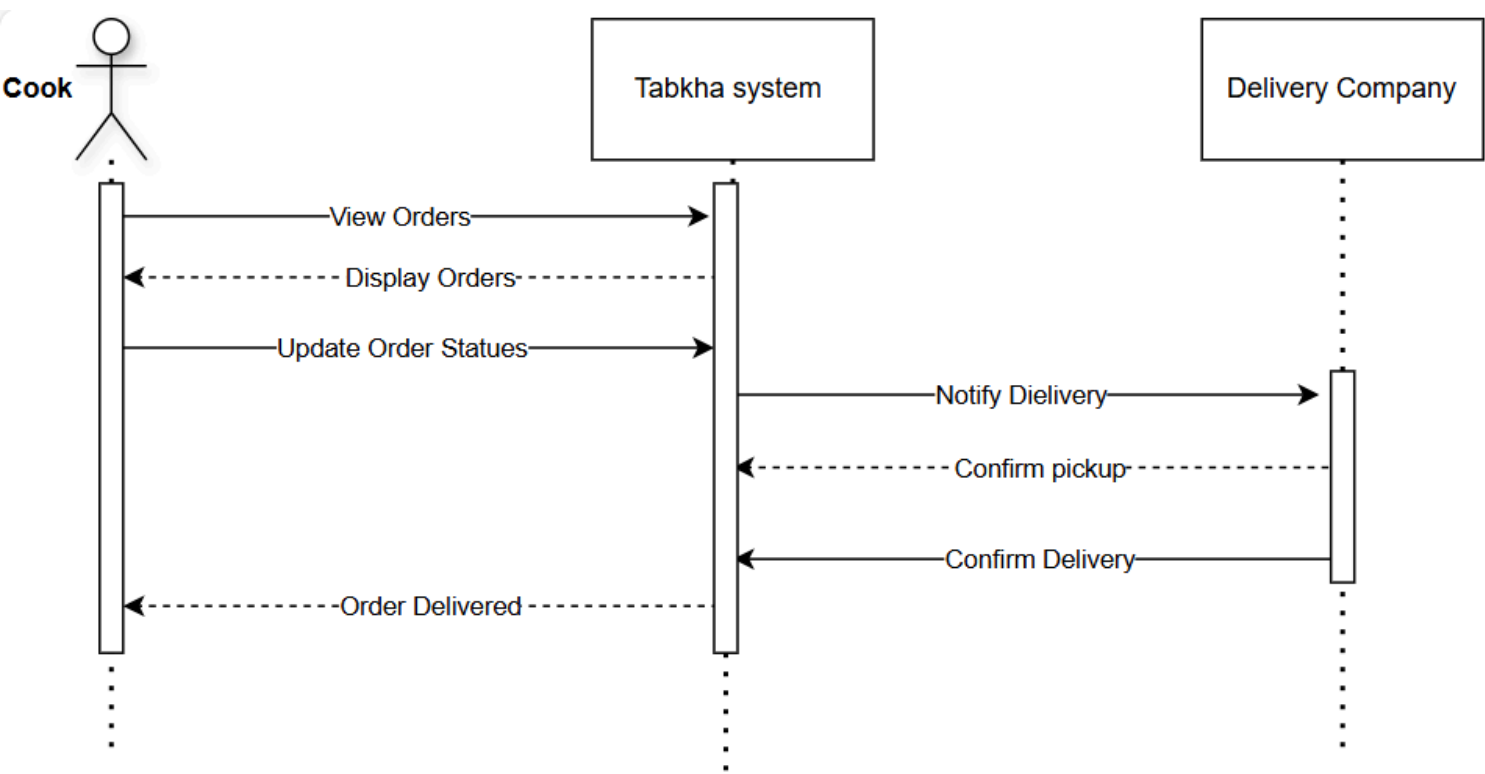 Cook
Tabkha system
Delivery Company
View Orders
Display Orders
Update Order Statues
Notify Dielivery
Confirm pickup
Confirm Delivery
Order Delivered